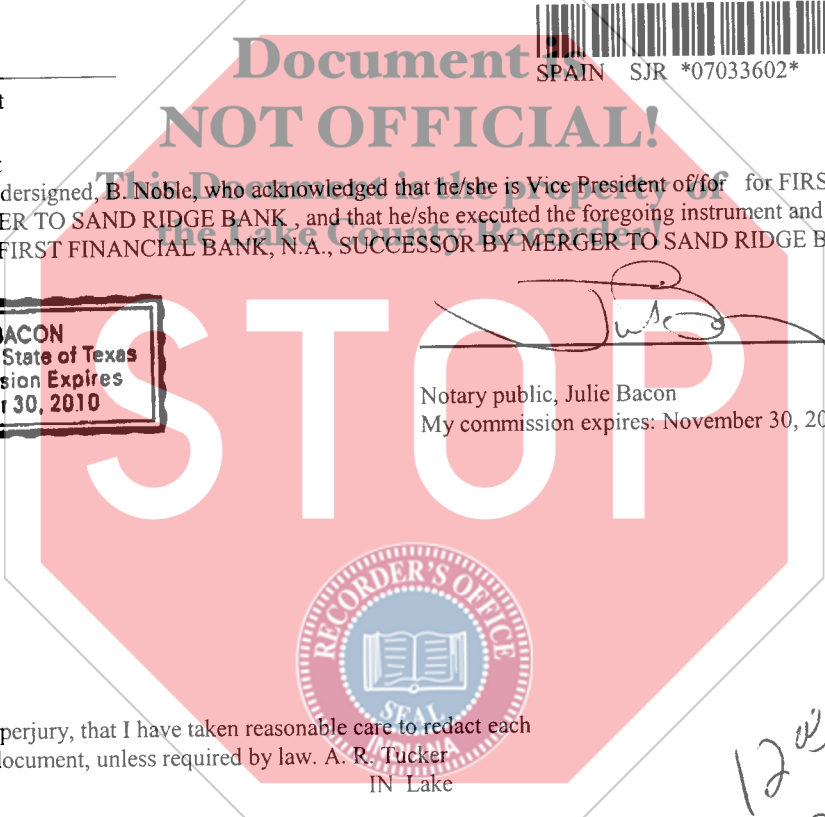 Document is
SPAIN SJR *07033602*
t
NOT OFFICIAL!
t
This Document is the property of
dersigned, B. Noble, who acknowledged that he/she is Vice President of/for for FIRS
ER TO SAND RIDGE BANK , and that he/she executed the foregoing instrument and
the Lake County Recorder!
FIRST FINANCIAL BANK, N.A., SUCCESSOR BY MERGER TO SAND RIDGE B
STOP
BACON
State of Texas
sion Expires
r 30, 2010
Notary public, Julie Bacon
My commission expires: November 30, 20
RECORDER'S OFFICE
SEAL
INDIANA
perjury, that I have taken reasonable care to redact each
locument, unless required by law. A. R. Tucker
IN Lake
12 00